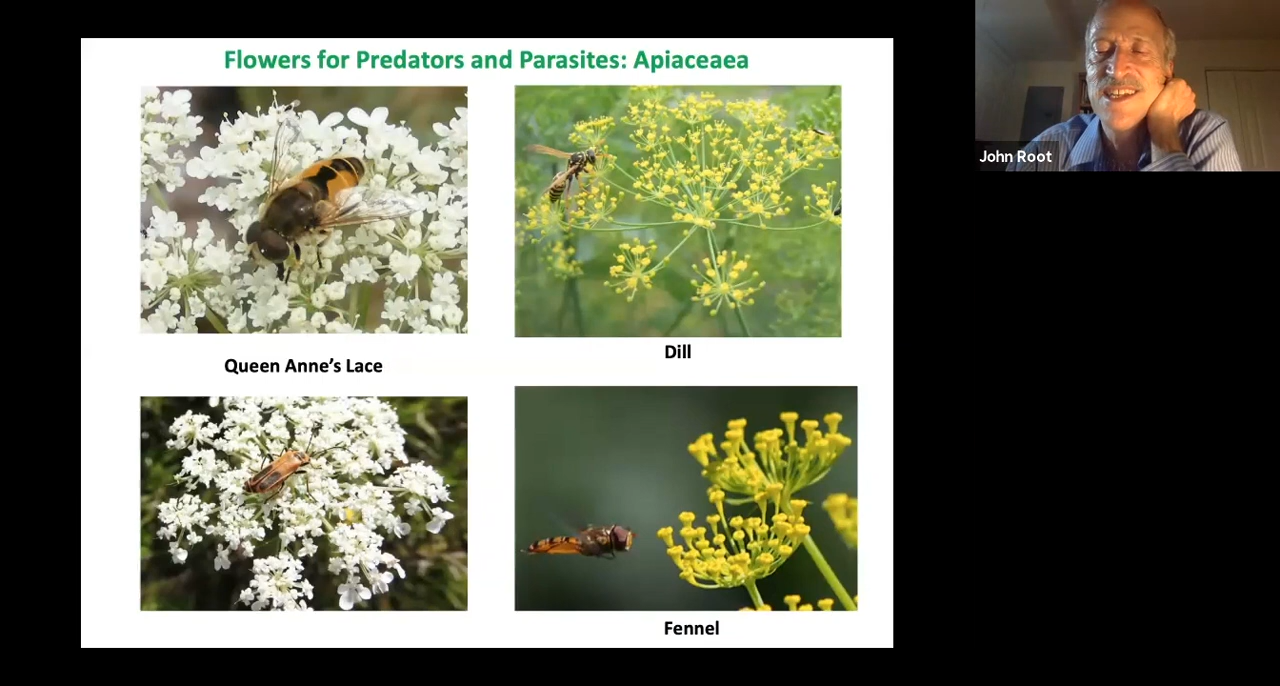 Flowers for Predators and Parasites: Apiaceaea
John Root
Queen Anne’s Lace
Dill
Fennel